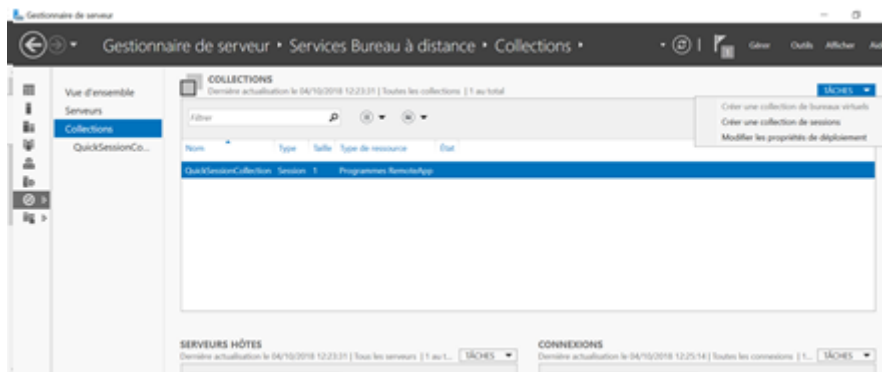 Gestionnaire de serveur
Gestionnaire de serveur • Services Bureau à distance • Collections •
Gérer Outils Afficher Aid
Vue d'ensemble
Serveurs
Collections
QuickSessionCo...
COLLECTIONS
Dernière actualisation le 04/10/2018 12:23:31 | Toutes les collections | 1 au total
TÂCHES
Créer une collection de bureaux virtuels
Créer une collection de sessions
Modifier les propriétés de déploiement
Filtrer
Nom Type Taille Type de ressource État
QuickSessionCollection Session 1 Programmes RemoteApp
SERVEURS HÔTES
Dernière actualisation le 04/10/2018 12:23:31 | Tous les serveurs | 1 au t...
TÂCHES
CONNEXIONS
Dernière actualisation le 04/10/2018 12:25:14 | Toutes les connexions | 1...
TÂCHES